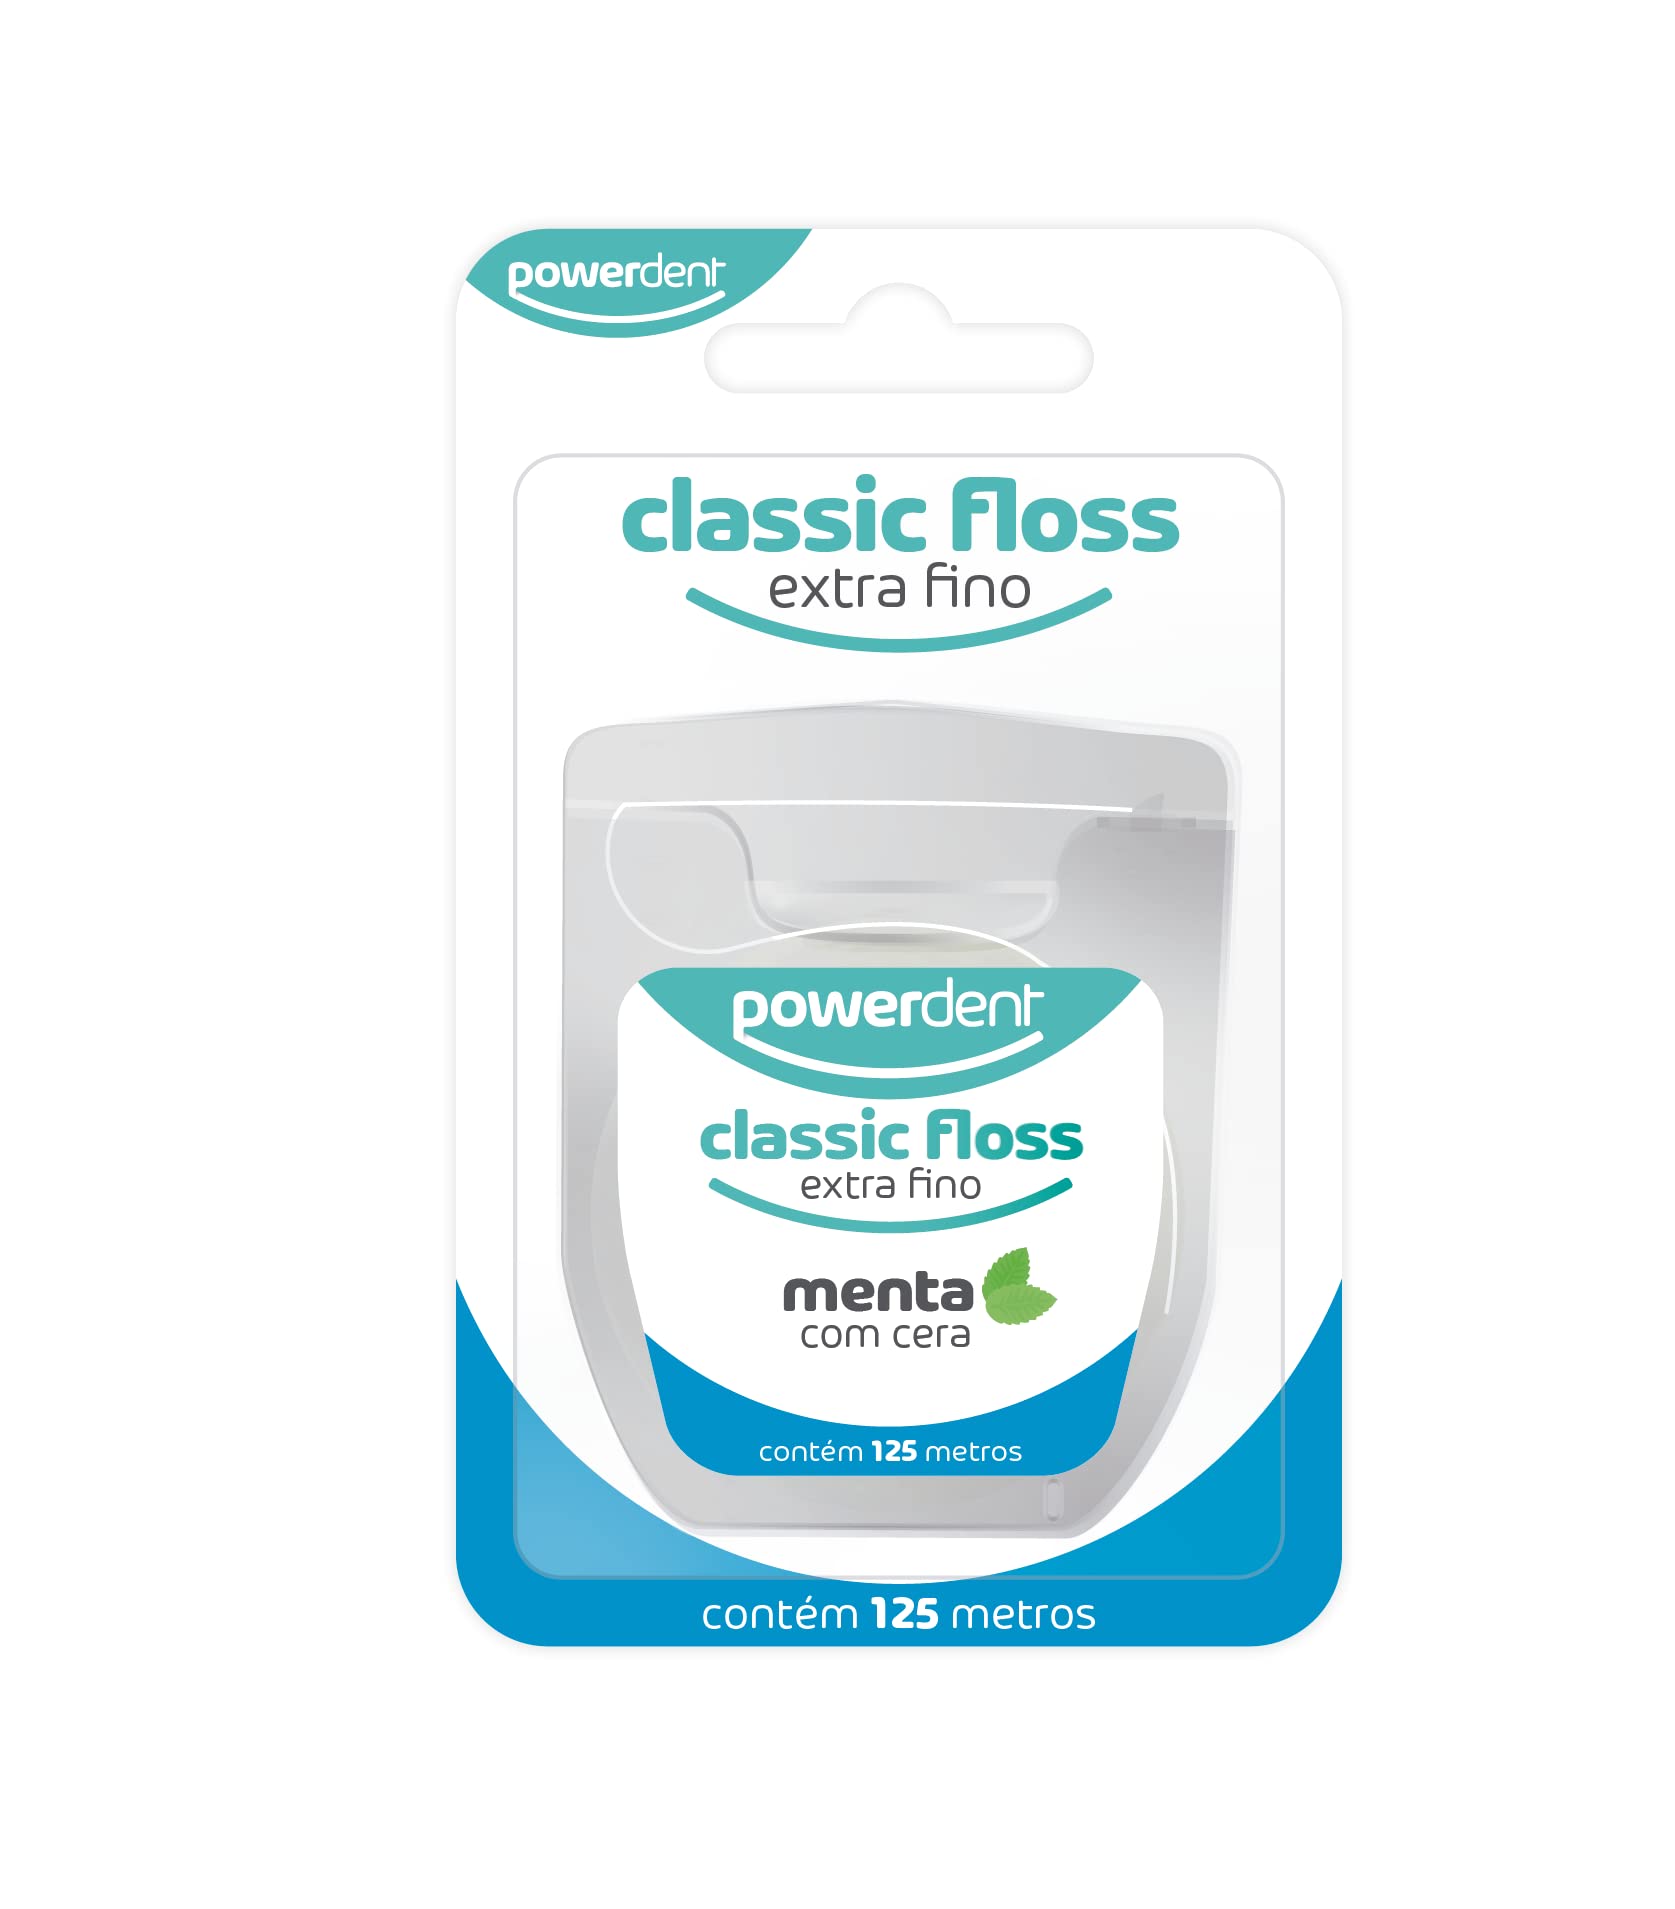 powerdent
classic floss
extra fino
powerdent
classic floss
extra fino
menta
com cera
contém 125 metros
contém 125 metros